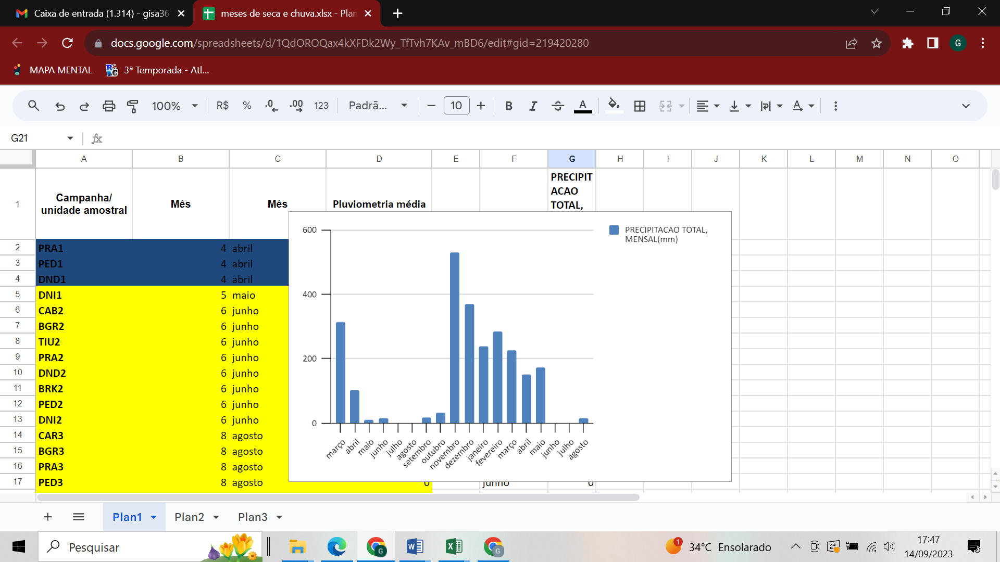 Caixa de entrada (1.314) - gisa36
meses de seca e chuva.xlsx - Plan
docs.google.com/spreadsheets/d/1QdOROQax4kXFDk2Wy_TfTvh7KAv_mBD6/edit#gid=219420280
G
MAPA MENTAL
3ª Temporada - Atl...
100%
R$ % .0 .00 123
Padrã...
10
B I A A
G21
fx
A B C D E F G H I J K L M N O
1
Campanha/
unidade amostral
Mês
Mês
Pluviometria média
PRECIPIT
ACAO
TOTAL,
2 PRA1 4 abril
3 PED1 4 abril
4 DND1 4 abril
5 DNI1 5 maio
6 CAB2 6 junho
7 BGR2 6 junho
8 TIU2 6 junho
9 PRA2 6 junho
10 DND2 6 junho
11 BRK2 6 junho
12 PED2 6 junho
13 DNI2 6 junho
14 CAR3 8 agosto
15 BGR3 8 agosto
16 PRA3 8 agosto
17 PED3 8 agosto 0 junho 0
600
400
200
0
PRECIPITACAO TOTAL,
MENSAL(mm)
março abril maio junho julho agosto setembro outubro novembro dezembro janeiro fevereiro março abril maio junho julho agosto
Plan1
Plan2
Plan3
Pesquisar
G
W
X
G
1
34°C Ensolarado
17:47
14/09/2023